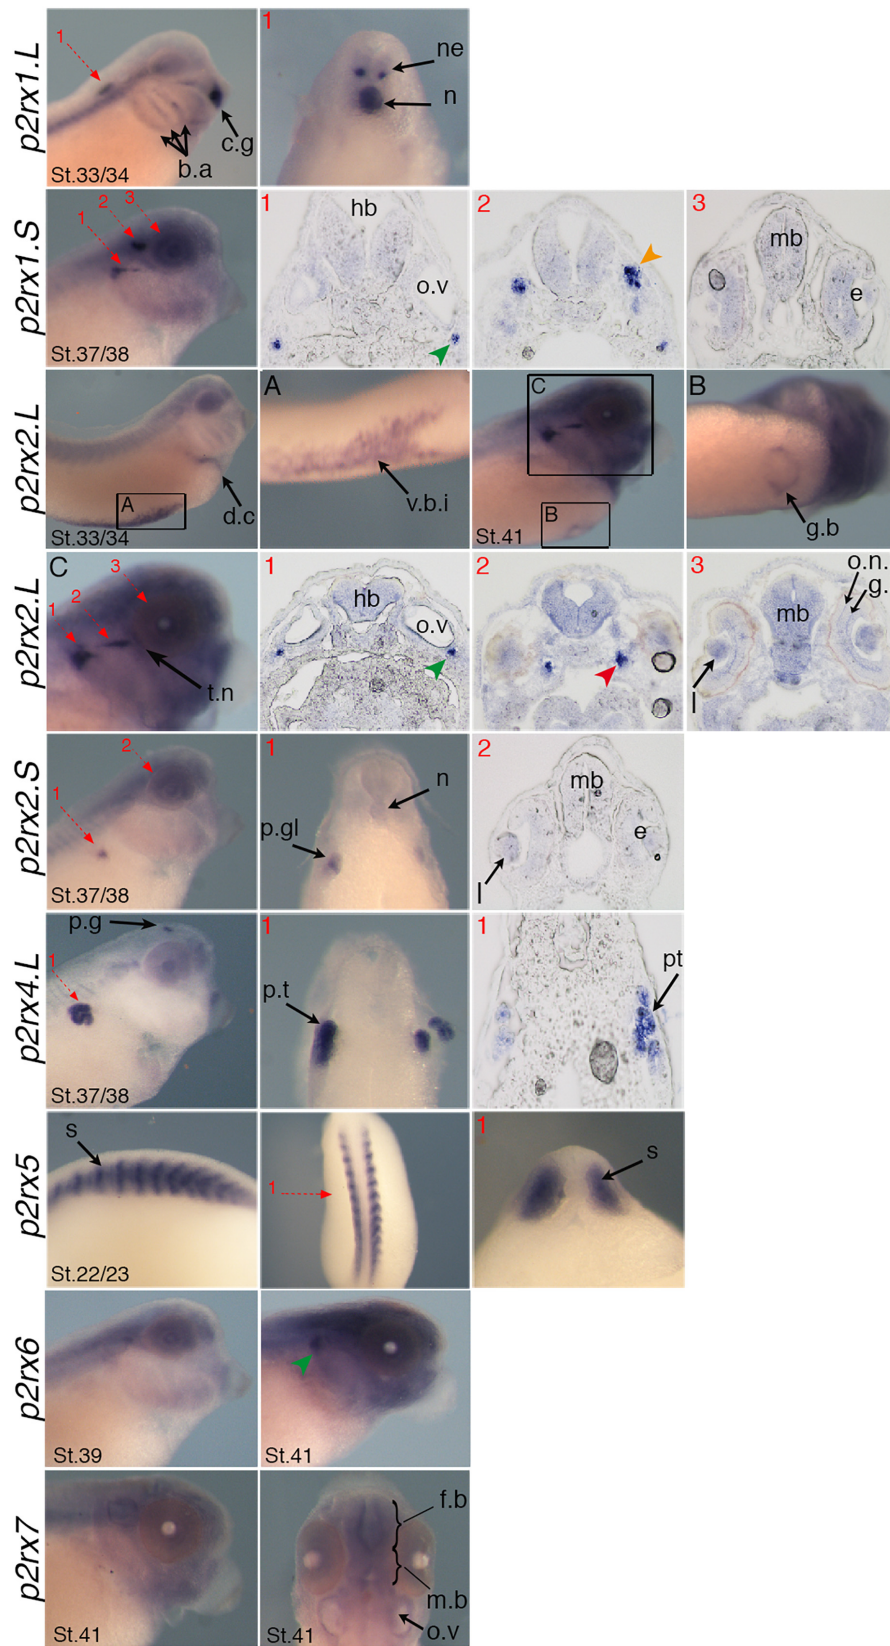 p2rx1.L
1
St.33/34
b.a
c.g
1
ne
n
p2rx1.S
1
2
3
St.37/38
1
hb
o.v
2
3
mb
e
p2rx2.L
A
d.c
St.33/34
A
v.b.i
C
B
St.41
B
g.b
p2rx2.L
C
1
2
3
t.n
1
hb
o.v
2
3
o.n.
g.
mb
l
p2rx2.S
1
2
St.37/38
1
n
p.gl
2
mb
e
l
p2rx4.L
p.g
1
St.37/38
1
p.t
1
pt
p2rx5
s
St.22/23
1
1
s
p2rx6
St.39
St.41
p2rx7
St.41
f.b
m.b
o.v
St.41